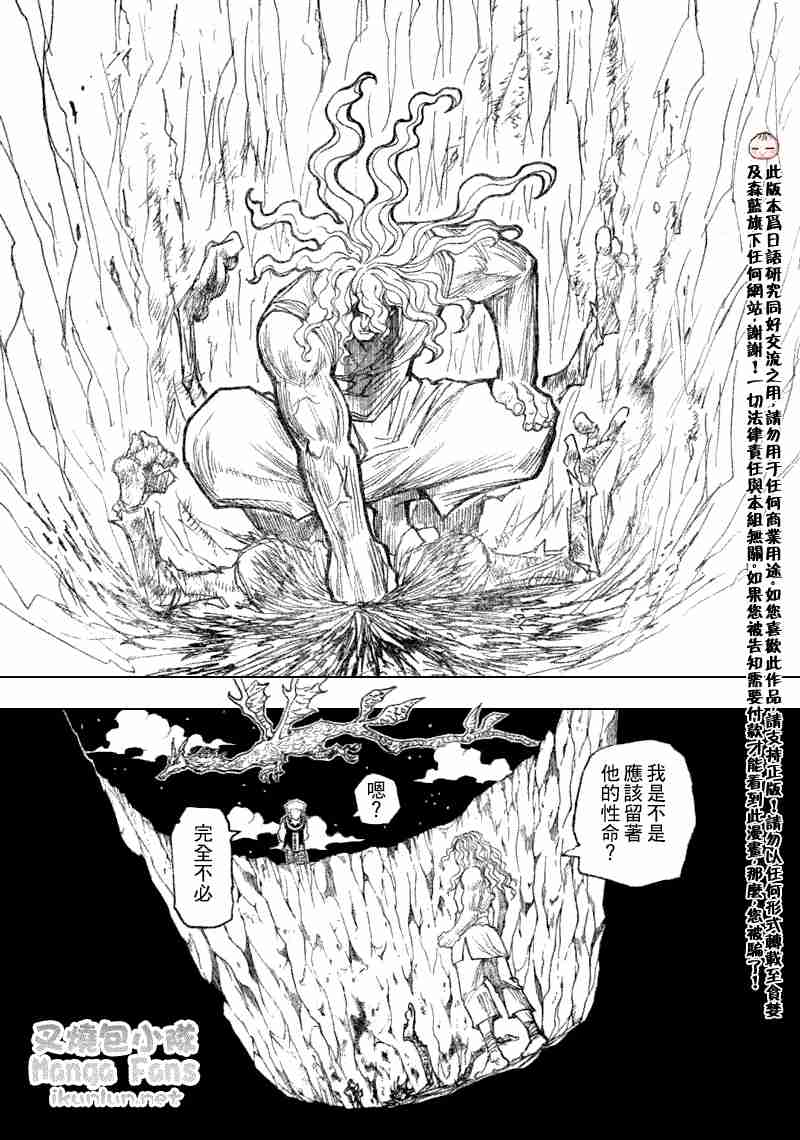 此版本爲日語研究同好交流之用,請勿用于任何商業用途。如您喜歡此作品,請支持正版!請勿以任何形式轉載至貪婪
及森藍旗下任何網站,謝謝!一切法律責任與本組無關。如果您被告知需要付款才能看到此漫畫,那麽,您被騙了!
我是不是
應該留著
他的性命?
嗯?
完全不必
叉燒包小隊
Manga Fans
ikunlun.net